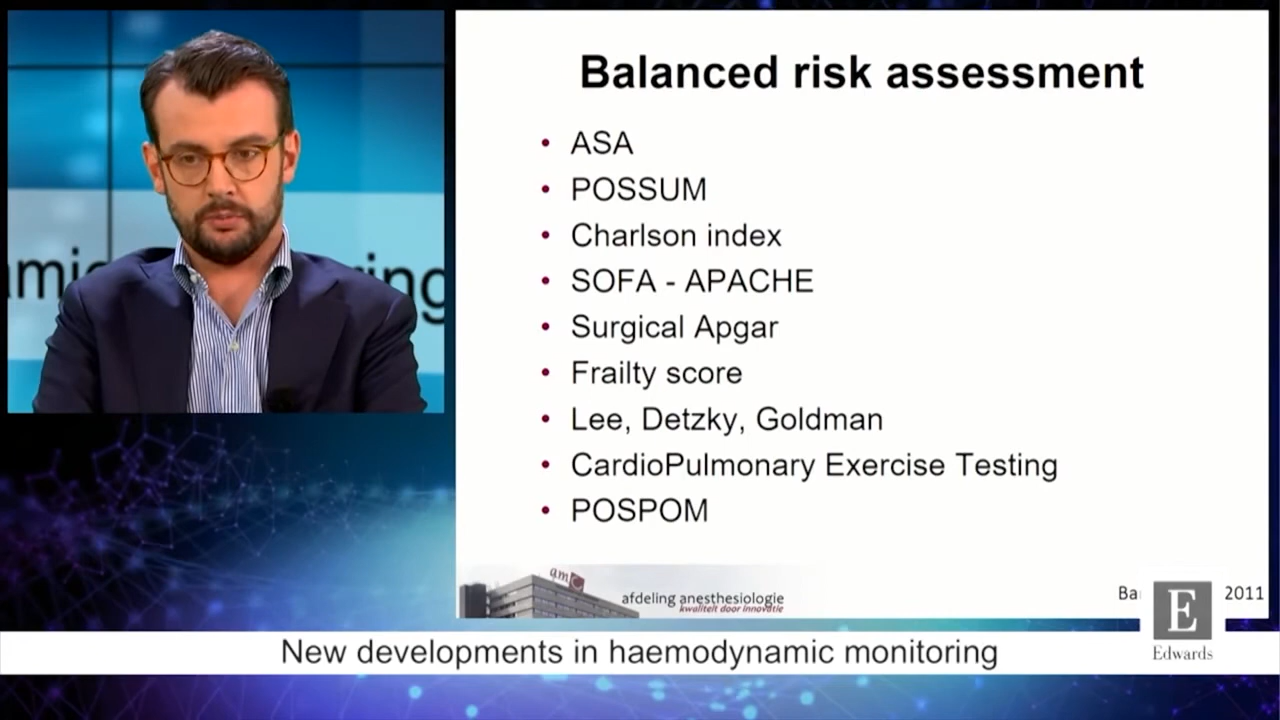 Balanced risk assessment
• ASA
• POSSUM
• Charlson index
• SOFA - APACHE
• Surgical Apgar
• Frailty score
• Lee, Detzky, Goldman
• CardioPulmonary Exercise Testing
• POSPOM
amC
afdeling anesthesiologie
kwaliteit door innovatie
2011
E
Edwards
New developments in haemodynamic monitoring